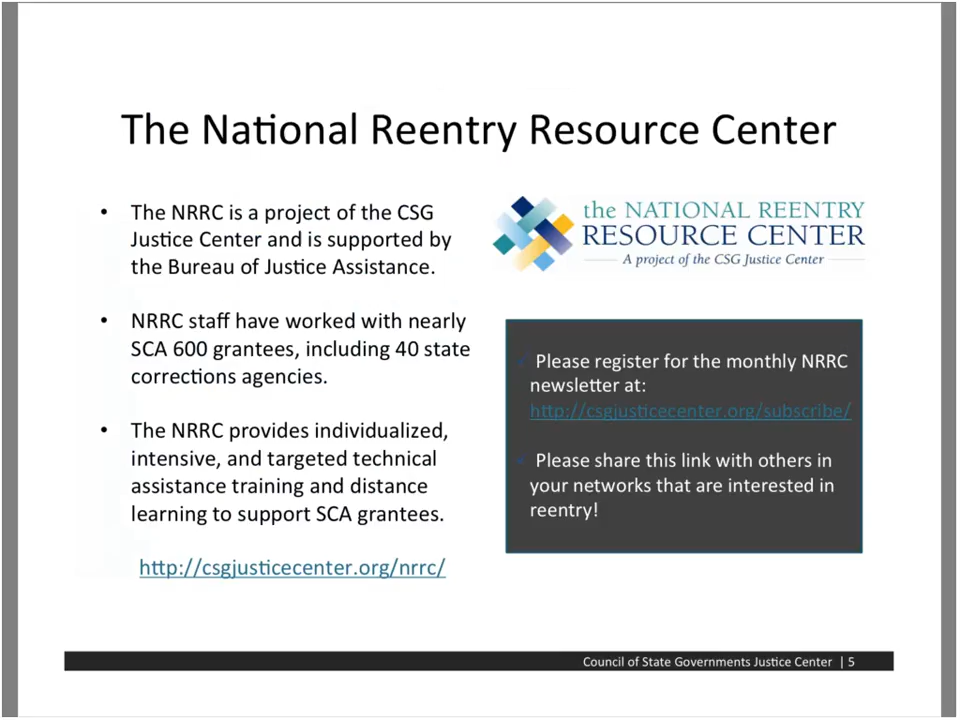 The National Reentry Resource Center
• The NRRC is a project of the CSG
Justice Center and is supported by
the Bureau of Justice Assistance.
• NRRC staff have worked with nearly
SCA 600 grantees, including 40 state
corrections agencies.
• The NRRC provides individualized,
intensive, and targeted technical
assistance training and distance
learning to support SCA grantees.
http://csgjusticecenter.org/nrrc/
the NATIONAL REENTRY
RESOURCE CENTER
A project of the CSG Justice Center
Please register for the monthly NRRC
newsletter at:
http://csgjusticecenter.org/subscribe/
Please share this link with others in
your networks that are interested in
reentry!
Council of State Governments Justice Center | 5